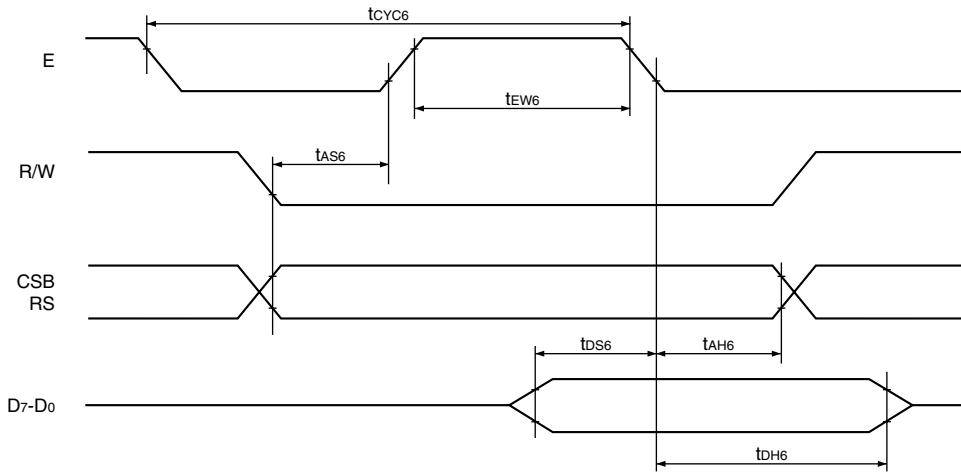 tCYC6
E
tEW6
tAS6
R/W
CSB
RS
tDS6
tAH6
D7-D0
tDH6